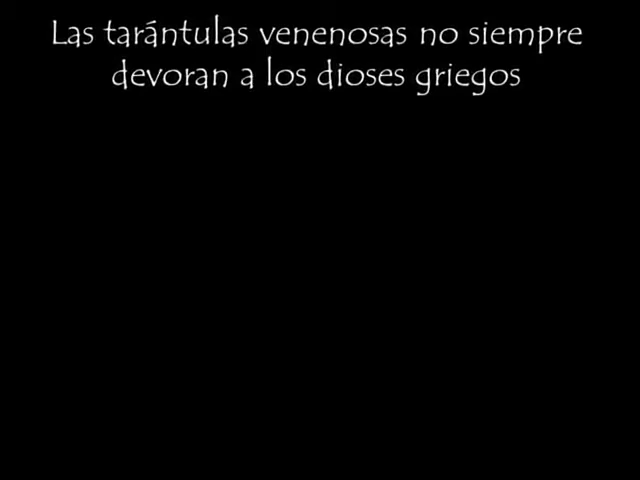 Las tarántulas venenosas no siempre
devoran a los dioses griegos